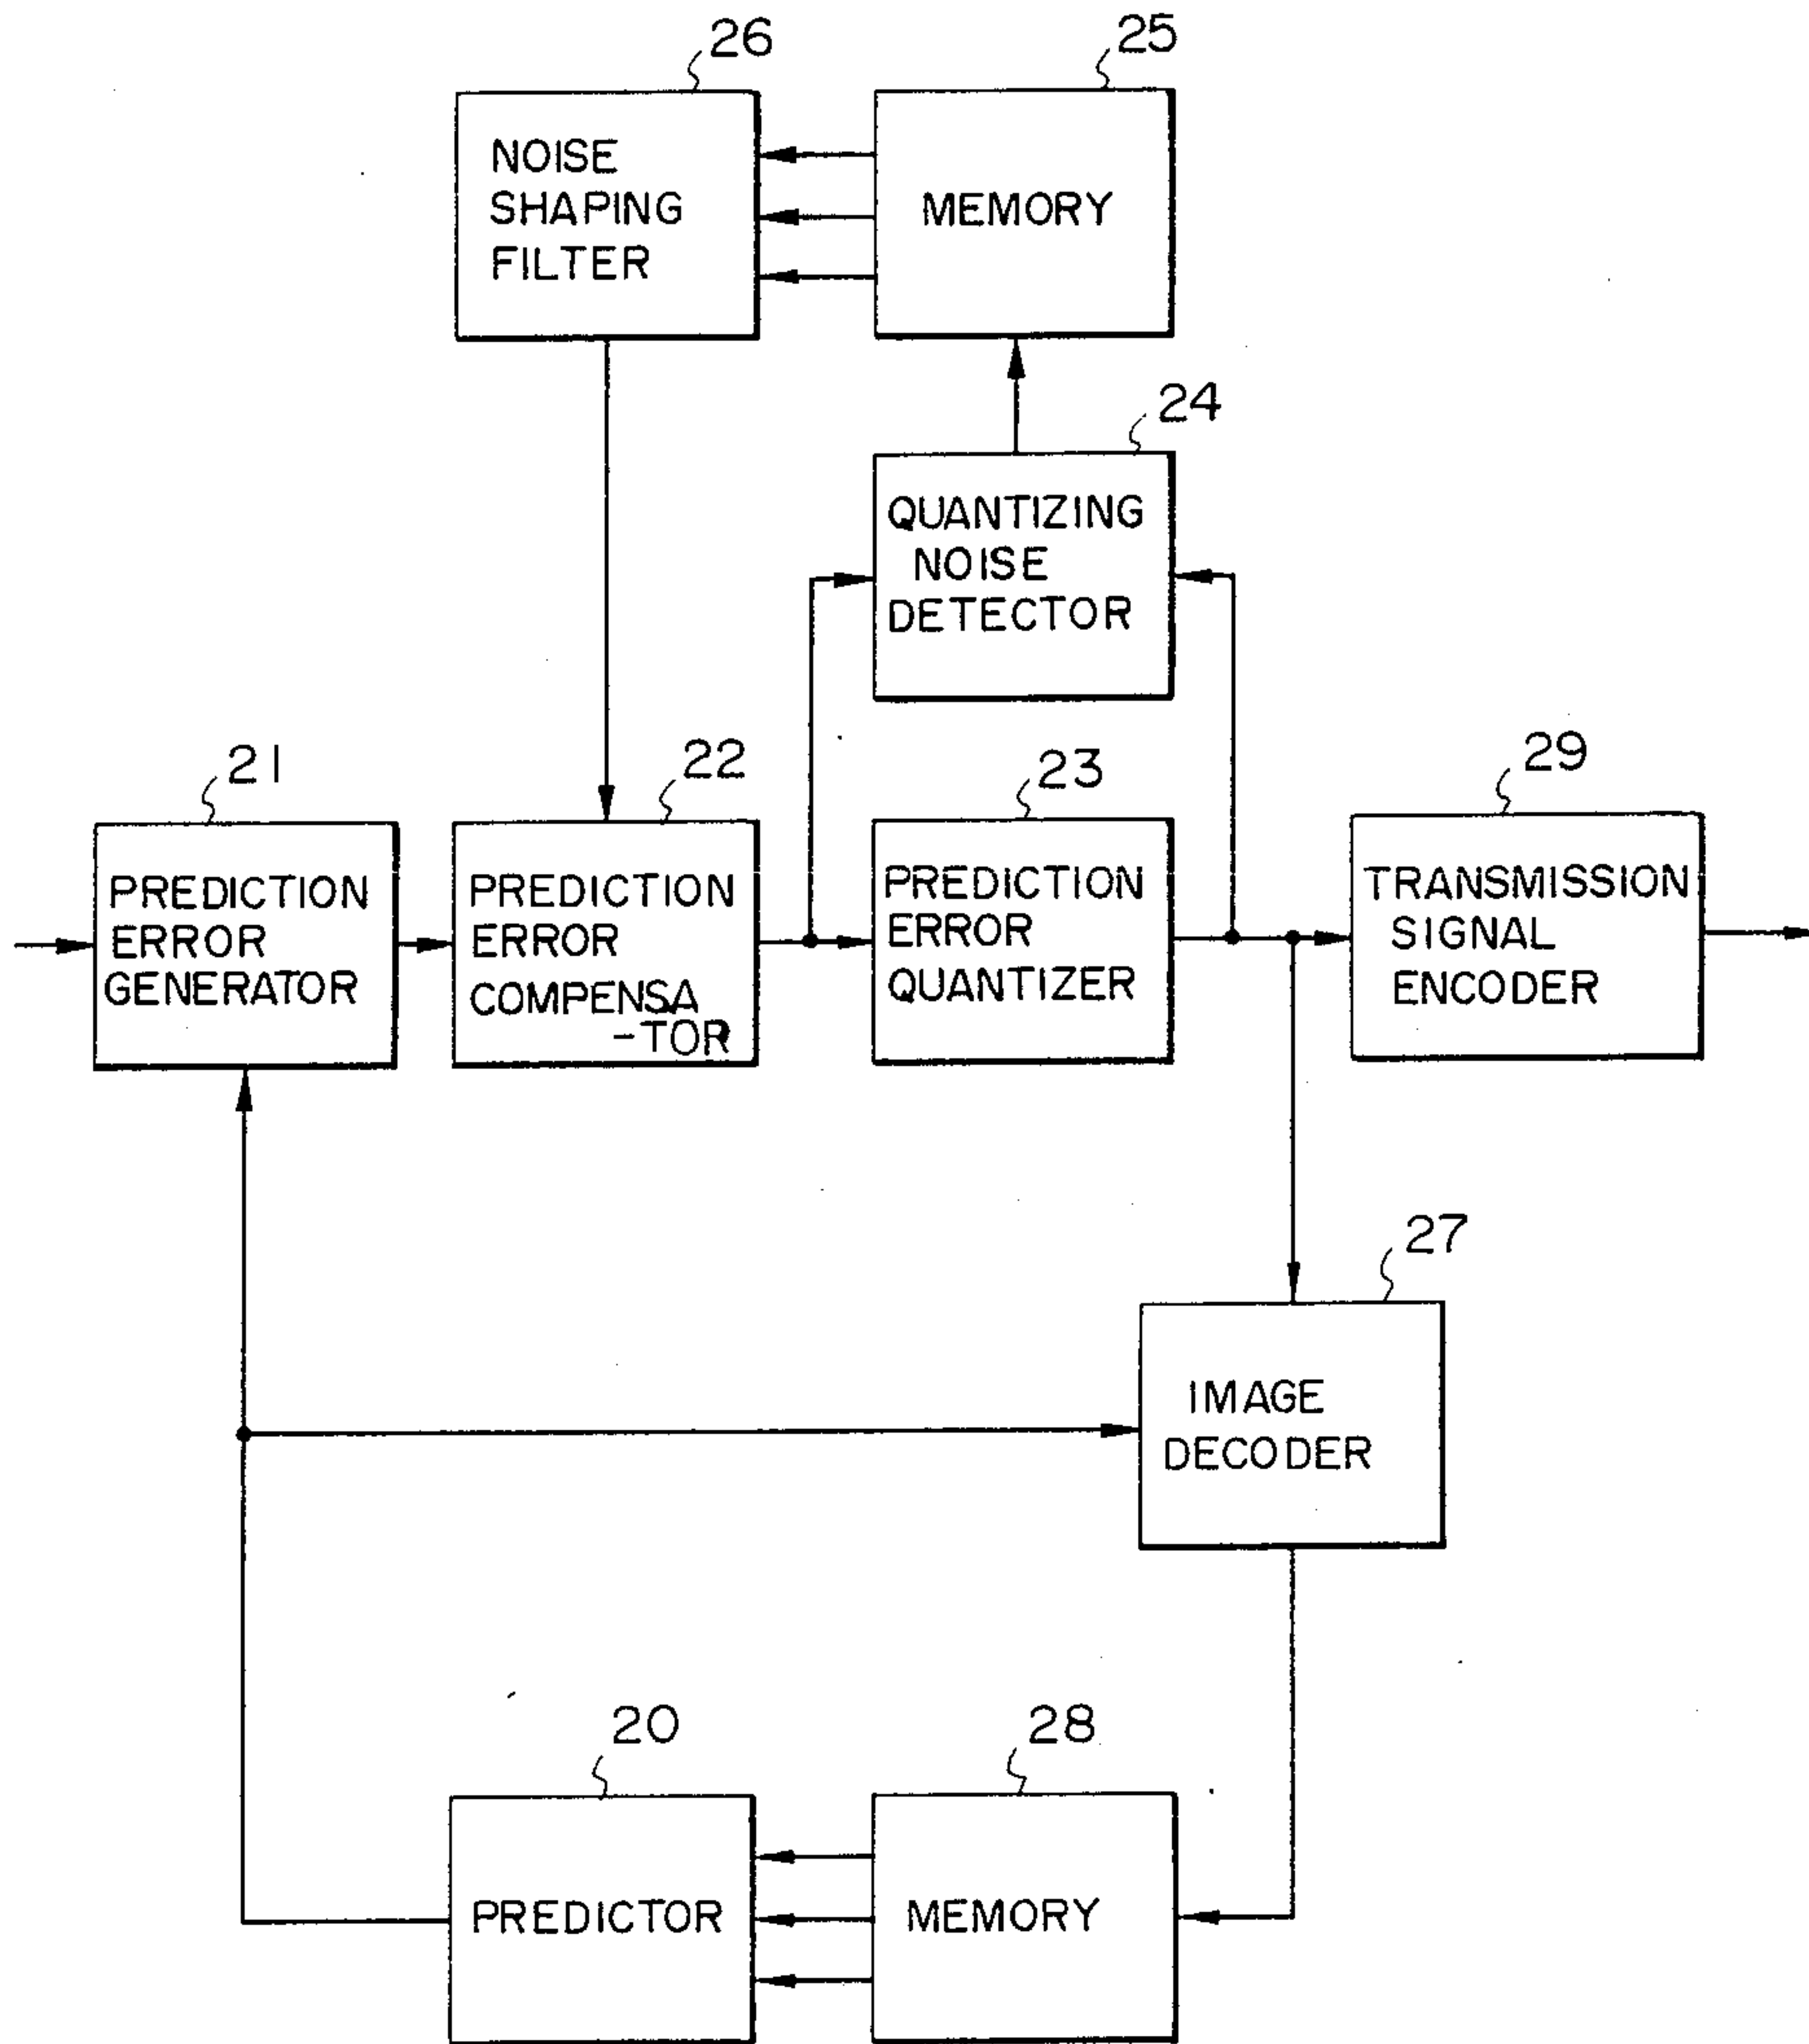 26
25
NOISE
SHAPING
FILTER
MEMORY
24
QUANTIZING
NOISE
DETECTOR
21
22
23
29
PREDICTION
ERROR
GENERATOR
PREDICTION
ERROR
COMPENSA
-TOR
PREDICTION
ERROR
QUANTIZER
TRANSMISSION
SIGNAL
ENCODER
27
IMAGE
DECODER
20
28
PREDICTOR
MEMORY